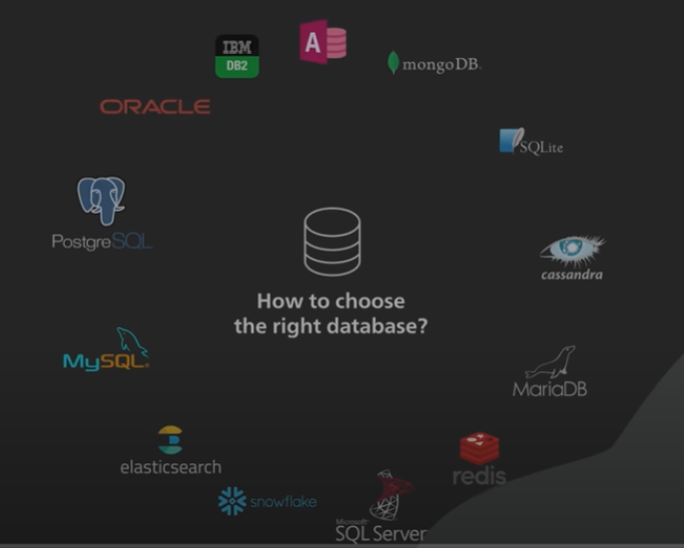 IBM
DB2
A
mongoDB.
ORACLE
SQLite
PostgreSQL
cassandra
How to choose
the right database?
MySQL®
MariaDB
elasticsearch
redis
snowflake
Microsoft
SQL Server